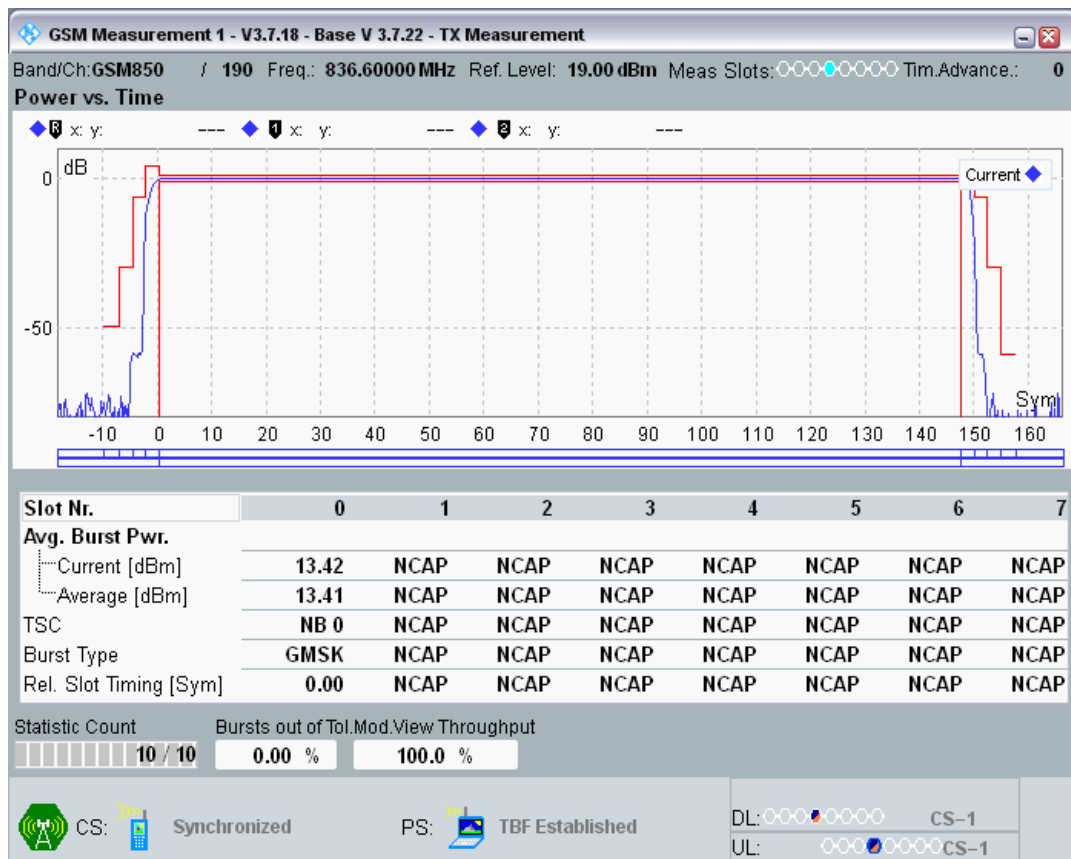 GSM Measurement 1 - V3.7.18 - Base V 3.7.22 - TX Measurement
Band/Ch:GSM850 / 190 Freq.: 836.60000 MHz Ref. Level: 19.00 dBm Meas Slots: Tim.Advance.: 0
Power vs. Time
R x: y: --- 1 x: y: --- 2 x: y: ---
dB
0
Current
-50
Sym
-10 0 10 20 30 40 50 60 70 80 90 100 110 120 130 140 150 160
Slot Nr. 0 1 2 3 4 5 6 7
Avg. Burst Pwr.
Current [dBm] 13.42 NCAP NCAP NCAP NCAP NCAP NCAP NCAP
Average [dBm] 13.41 NCAP NCAP NCAP NCAP NCAP NCAP NCAP
TSC NB 0 NCAP NCAP NCAP NCAP NCAP NCAP NCAP
Burst Type GMSK NCAP NCAP NCAP NCAP NCAP NCAP NCAP
Rel. Slot Timing [Sym] 0.00 NCAP NCAP NCAP NCAP NCAP NCAP NCAP
Statistic Count Bursts out of Tol.Mod.View Throughput
10 / 10 0.00 % 100.0 %
CS: Synchronized PS: TBF Established
DL: CS-1
UL: CS-1